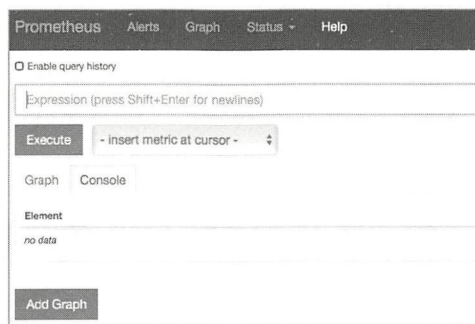 Prometheus Alerts Graph Status Help
Enable query history
Expression (press Shift+Enter for newlines)
Execute - insert metric at cursor -
Graph Console
Element
no data
Add Graph